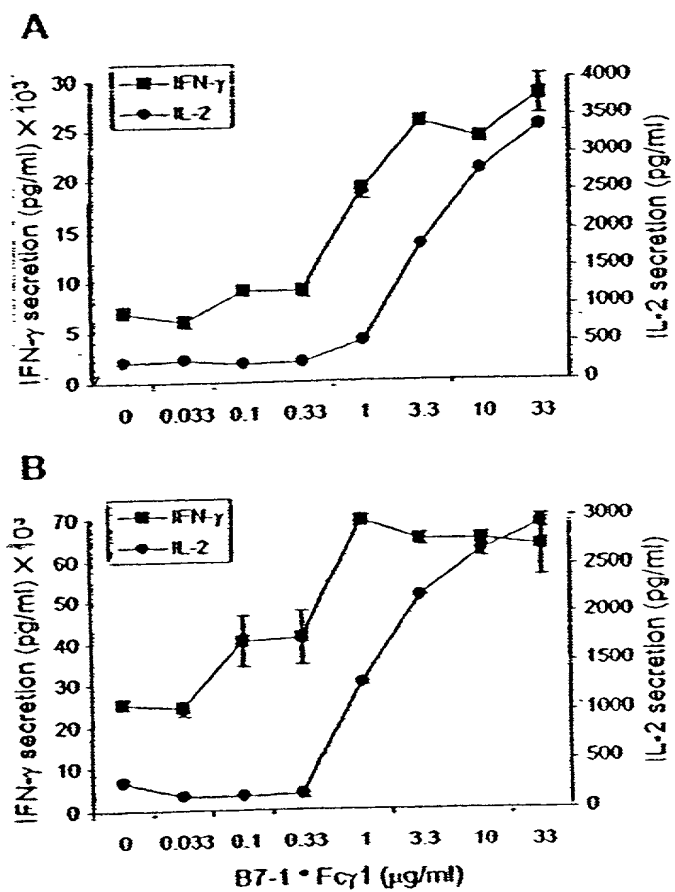 A
IFN-γ secretion (pg/ml) X 10³
30
25
20
15
10
5
0
IFN-γ
IL-2
4000
3500
3000
2500
2000
1500
1000
500
0
IL-2 secretion (pg/ml)
0 0.033 0.1 0.33 1 3.3 10 33
B
IFN-γ secretion (pg/ml) X 10³
70
60
50
40
30
20
10
0
IFN-γ
IL-2
3000
2500
2000
1500
1000
500
0
IL-2 secretion (pg/ml)
0 0.033 0.1 0.33 1 3.3 10 33
B7-1 • Fcγ1 (μg/ml)